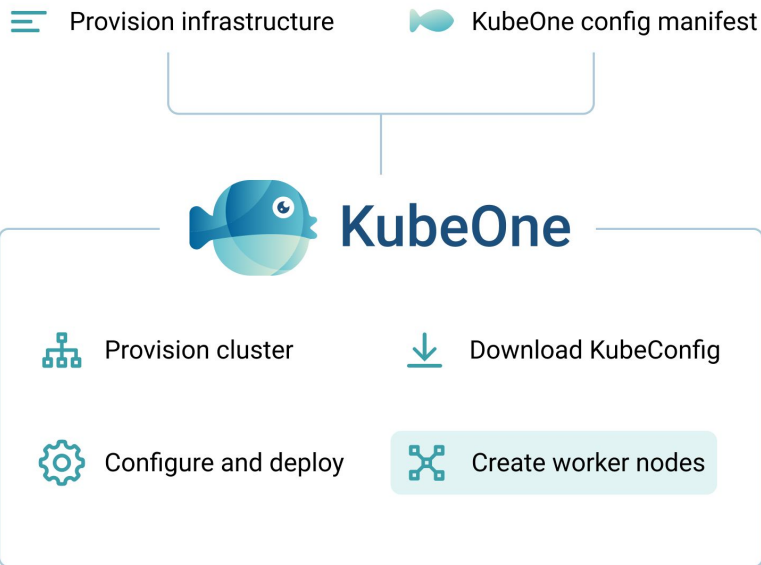 Provision infrastructure
KubeOne config manifest
KubeOne
Provision cluster
Download KubeConfig
Configure and deploy
Create worker nodes